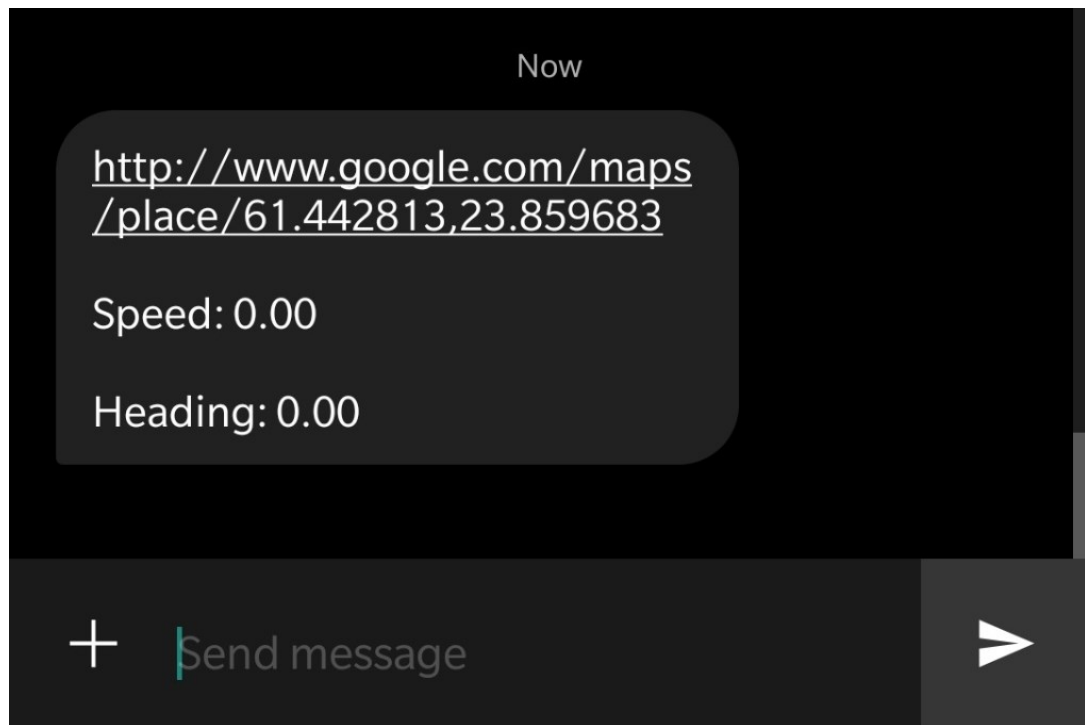 Now
http://www.google.com/maps
/place/61.442813,23.859683
Speed: 0.00
Heading: 0.00
Send message